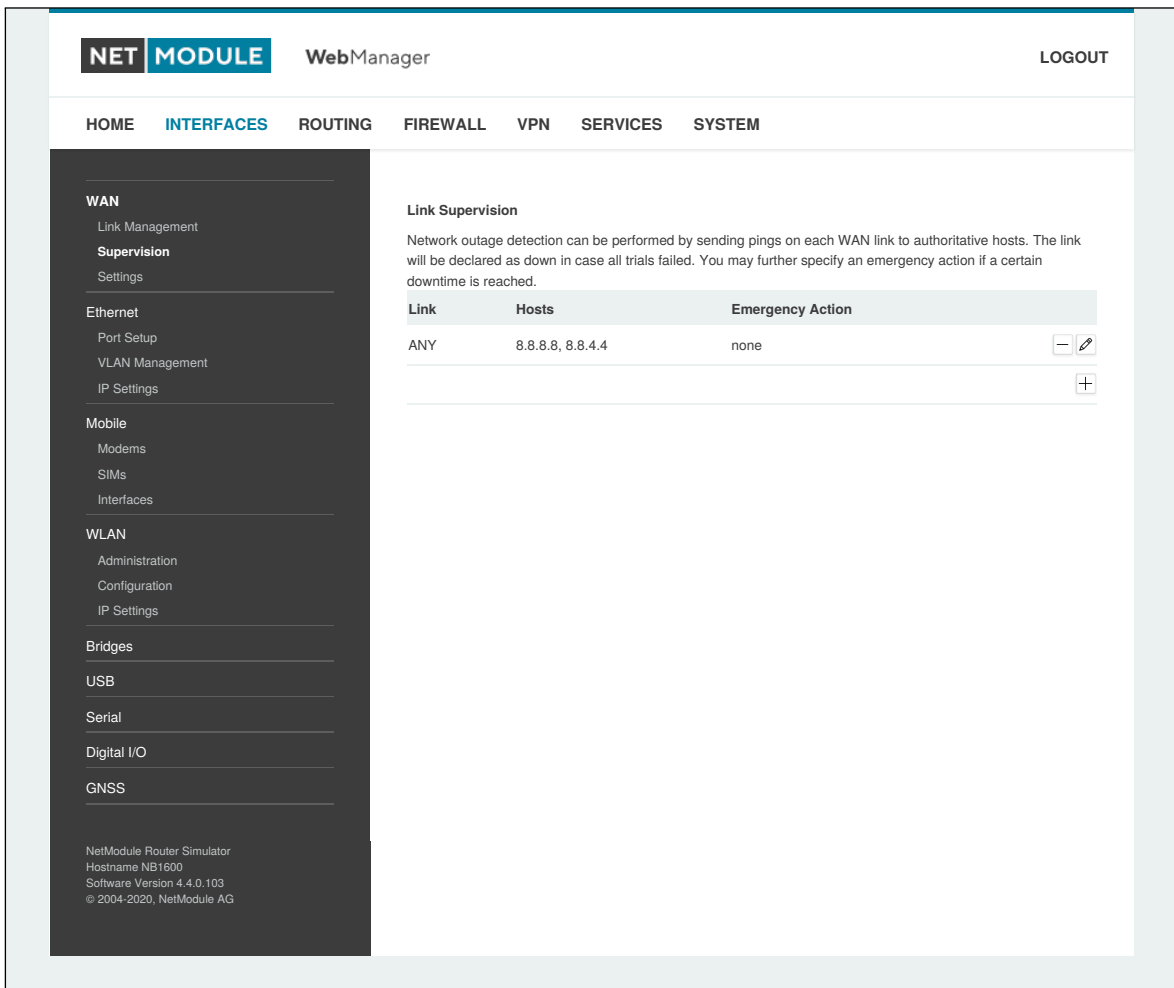 NET MODULE WebManager LOGOUT
HOME INTERFACES ROUTING FIREWALL VPN SERVICES SYSTEM
WAN
Link Management
Supervision
Settings
Ethernet
Port Setup
VLAN Management
IP Settings
Mobile
Modems
SIMs
Interfaces
WLAN
Administration
Configuration
IP Settings
Bridges
USB
Serial
Digital I/O
GNSS
NetModule Router Simulator
Hostname NB1600
Software Version 4.4.0.103
© 2004-2020, NetModule AG
Link Supervision
Network outage detection can be performed by sending pings on each WAN link to authoritative hosts. The link
will be declared as down in case all trials failed. You may further specify an emergency action if a certain
downtime is reached.
Link Hosts Emergency Action
ANY 8.8.8.8, 8.8.4.4 none